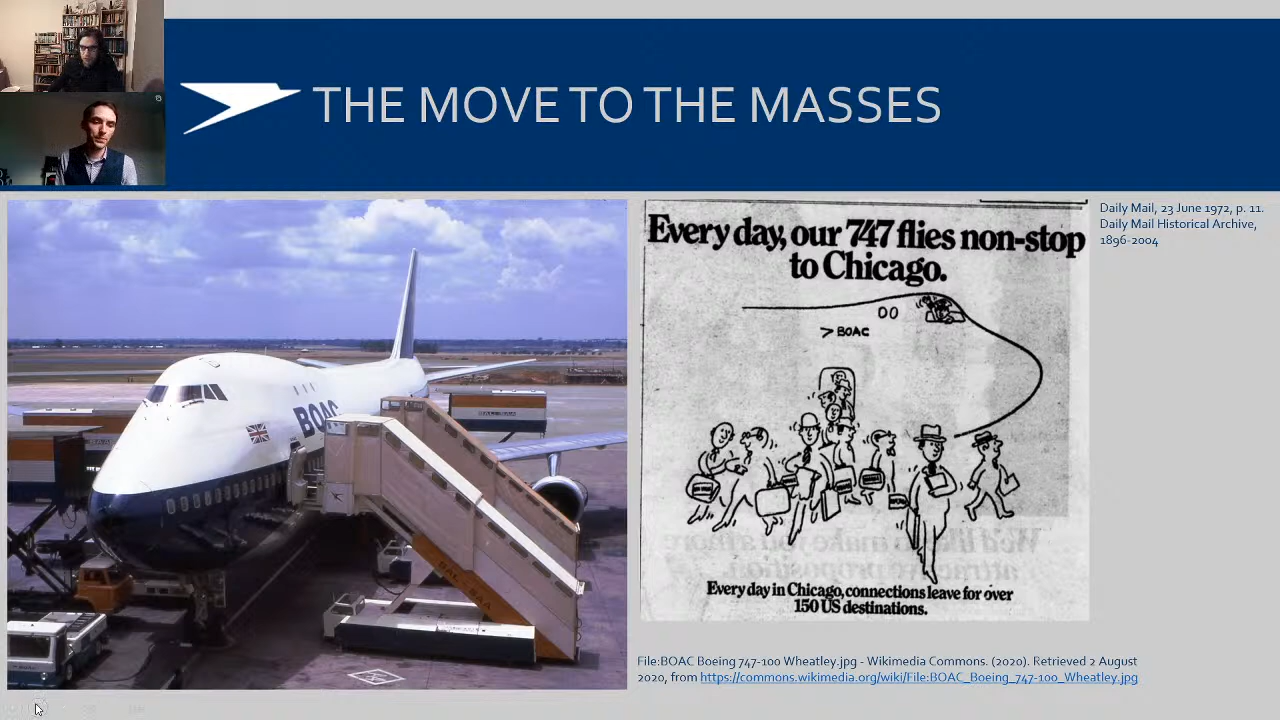 THE MOVE TO THE MASSES
BOAC
Every day, our 747 flies non-stop
to Chicago.
> BOAC
Every day in Chicago, connections leave for over
150 US destinations.
Daily Mail, 23 June 1972, p. 11.
Daily Mail Historical Archive,
1896-2004
File:BOAC Boeing 747-100 Wheatley.jpg - Wikimedia Commons. (2020). Retrieved 2 August
2020, from https://commons.wikimedia.org/wiki/File:BOAC_Boeing_747-100_Wheatley.jpg